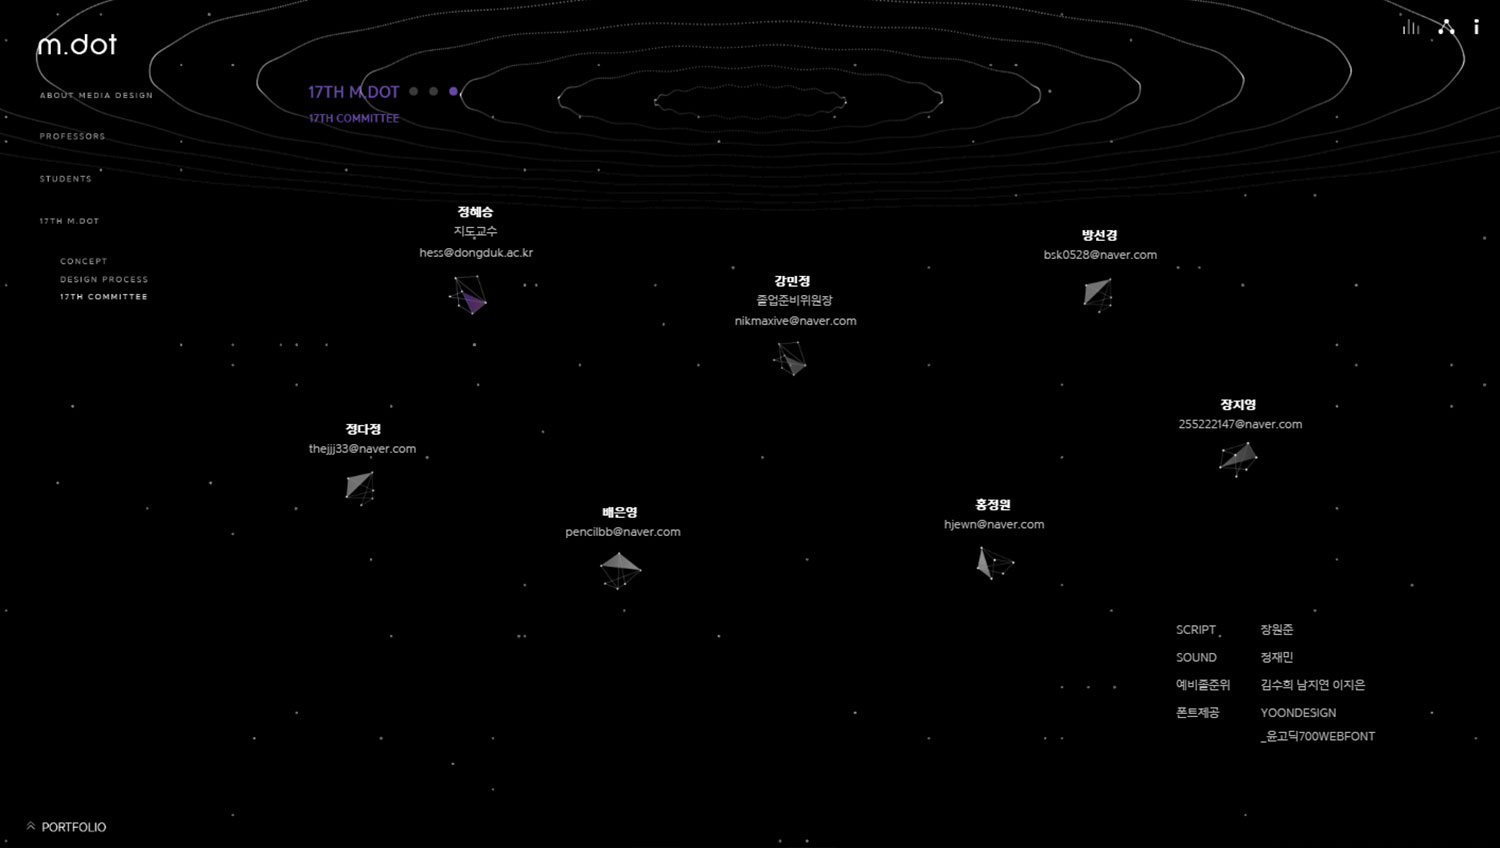 m.dot
ABOUT MEDIA DESIGN
PROFESSORS
STUDENTS
17TH M.DOT
CONCEPT
DESIGN PROCESS
17TH COMMITTEE
17TH M.DOT
17TH COMMITTEE
정혜승
지도교수
hess@dongduk.ac.kr
강민정
졸업준비위원장
nikmaxive@naver.com
방선경
bsk0528@naver.com
정다정
thejjj33@naver.com
장지영
255222147@naver.com
배은영
pencilbb@naver.com
홍정원
hjewn@naver.com
SCRIPT 장원준
SOUND 정재민
예비졸준위 김수희 남지연 이지은
폰트제공 YOONDESIGN
_윤고딕700WEBFONT
PORTFOLIO